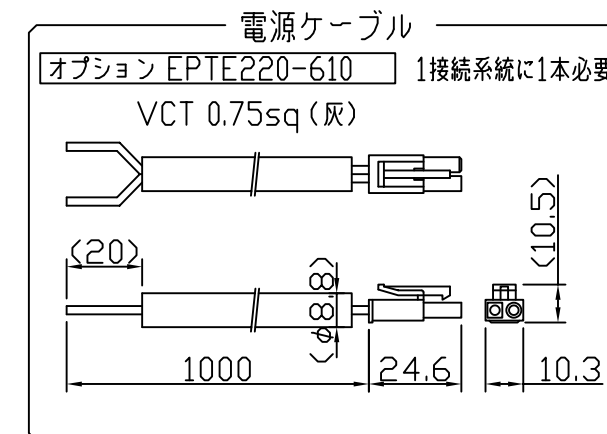 電源ケーブル
オプション EPTE220-610
1接続系統に1本必要
VCT 0.75sq（灰）
(20)
(φ8.8)
(10.5)
1000
24.6
10.3